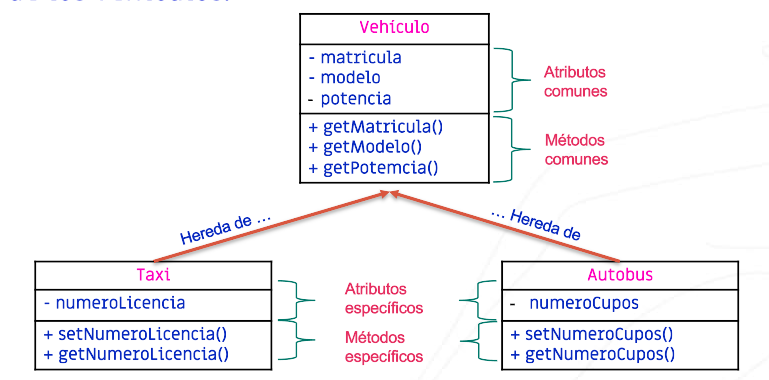 Vehículo
- matricula
- modelo
- potencia
Atributos
comunes
+ getMatricula()
+ getModelo()
+ getPotemcia()
Métodos
comunes
Hereda de ...
... Hereda de
Taxi
- numeroLicencia
+ setNumeroLicencia()
+ getNumeroLicencia()
Atributos
específicos
Métodos
específicos
Autobus
- numeroCupos
+ setNumeroCupos()
+ getNumeroCupos()